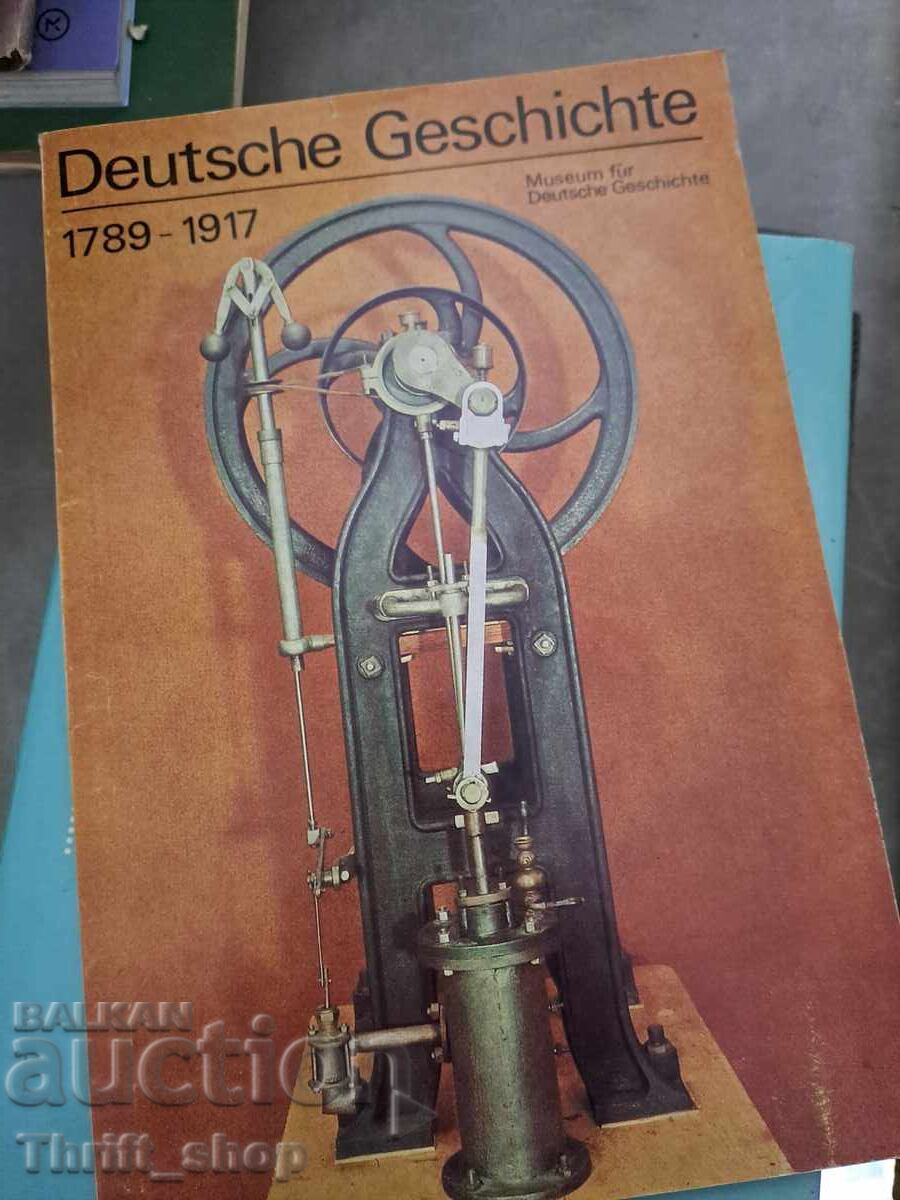 Deutsche Geschichte
1789 - 1917
Museum für
Deutsche Geschichte
BALKAN
auction
Thrift_shop